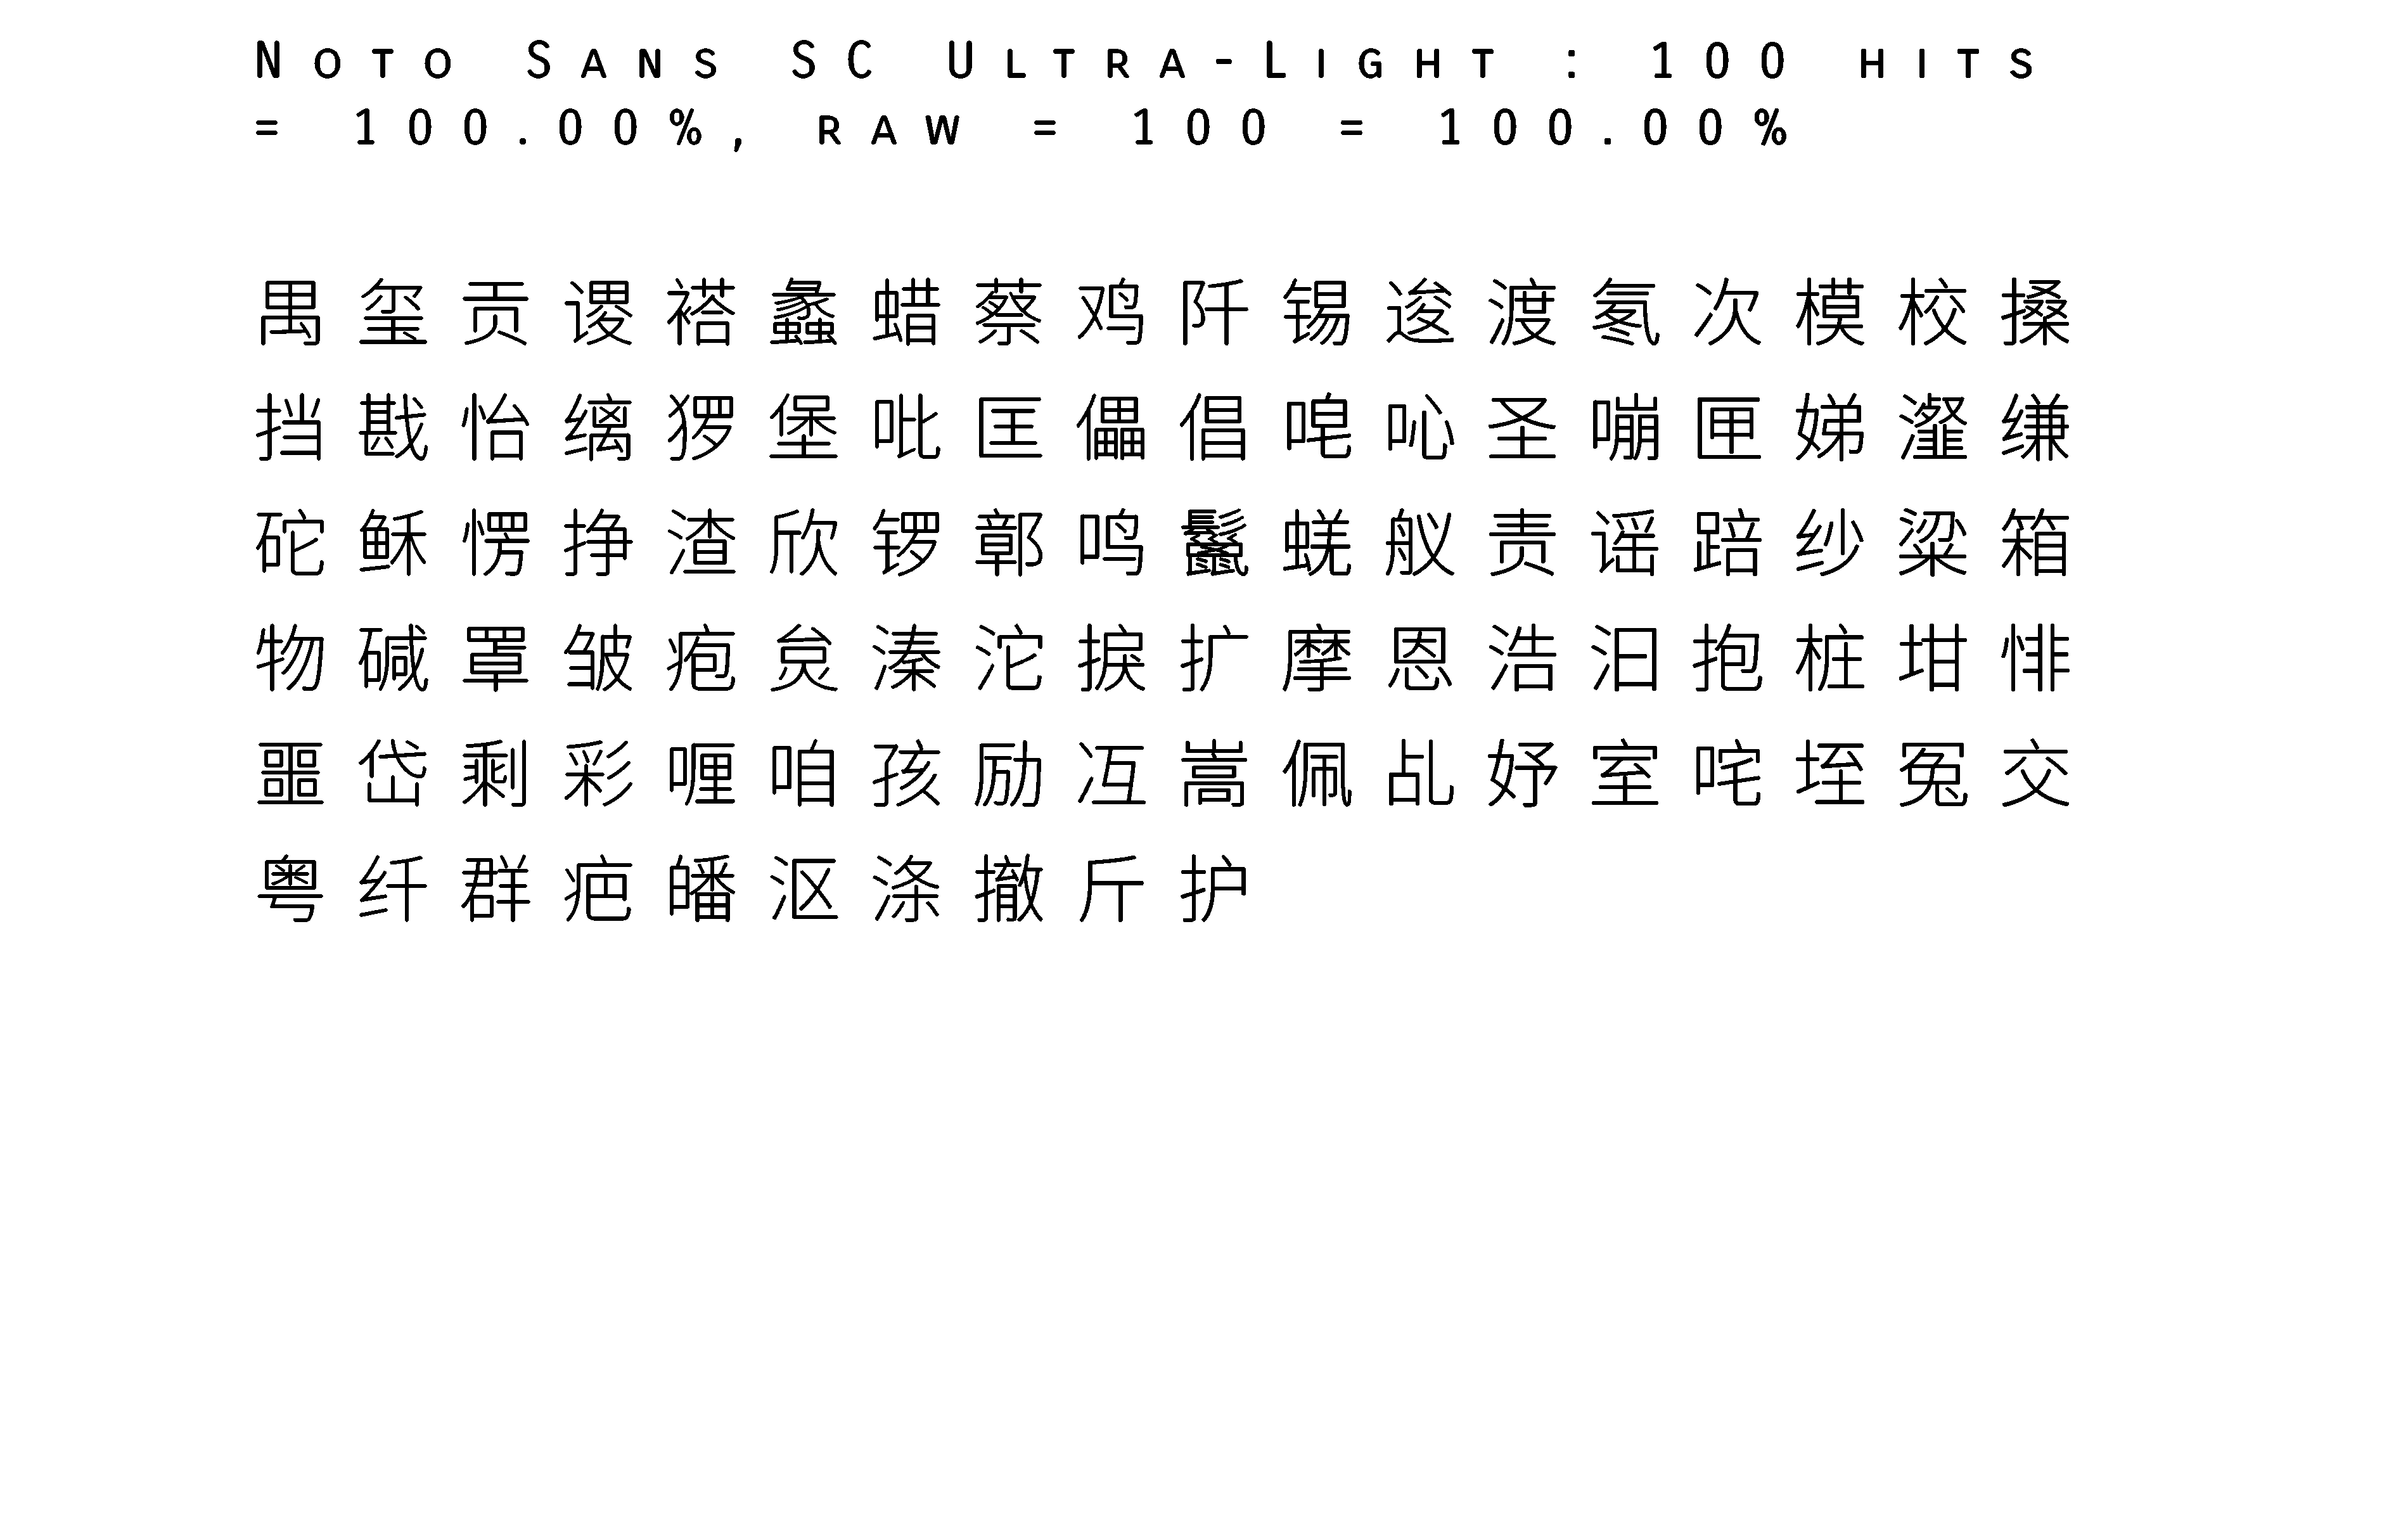 Noto Sans SC Ultra-Light : 100 hits
= 100.00%, raw = 100 = 100.00%
禺玺贡谡褡蠡蜡蔡鸡阡锡逡渡氡次模校搡
挡戡怡缡猡堡吡匡儡倡唣吣圣嘣匣娣瀣缣
砣稣愣挣渣欣锣鄣鸣鬣蜣舣责谣踣纱粱箱
物碱罩皱疱贠溱沱捩扩摩恩浩汩抱桩坩悱
噩岱剩彩喱咱孩励冱嵩佩乩妤室咤垤冤交
粤纤群疤皤沤涤撤斤护